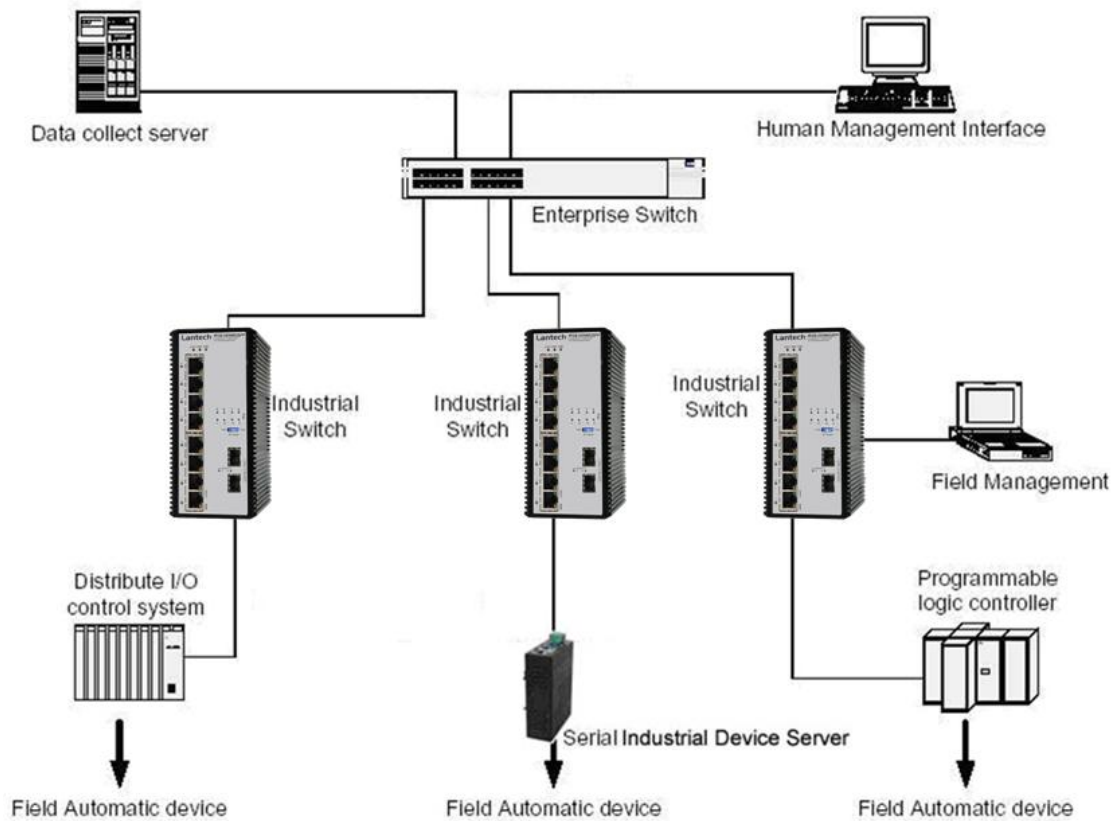 Data collect server
Human Management Interface
Enterprise Switch
Lantech
Lantech
Lantech
Industrial
Switch
Industrial
Switch
Industrial
Switch
Field Management
Distribute I/O
control system
Programmable
logic controller
Serial Industrial Device Server
Field Automatic device
Field Automatic device
Field Automatic device